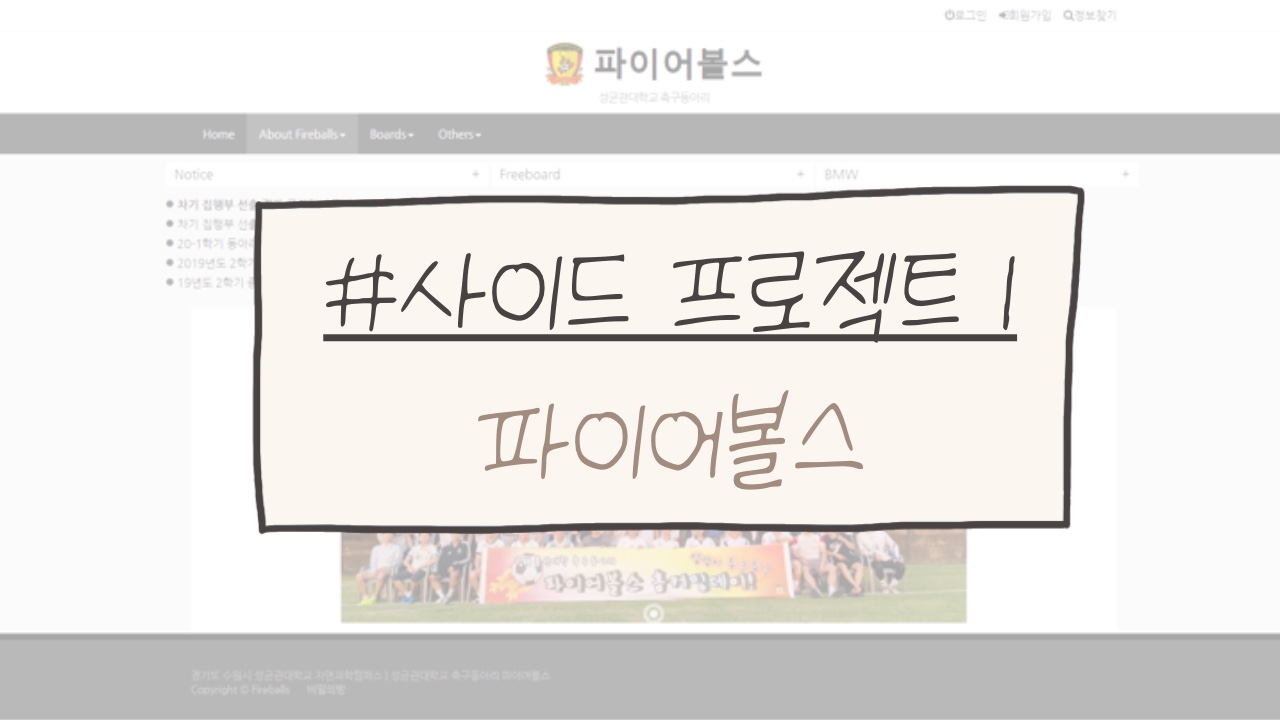 로그인 회원가입 정보찾기
파이어볼스
성균관대학교 축구동아리
Home About Fireballs Boards Others
Notice + Freeboard + BMW +
차기 집행부 선출
차기 집행부 선출
20-1학기 동아리
2019년도 2학기
19년도 2학기
#사이드 프로젝트 1
파이어볼스
파이어볼스
경기도 수원시 성균관대학교 자연과학캠퍼스 | 성균관대학교 축구동아리 파이어볼스
Copyright © Fireballs 비밀의방